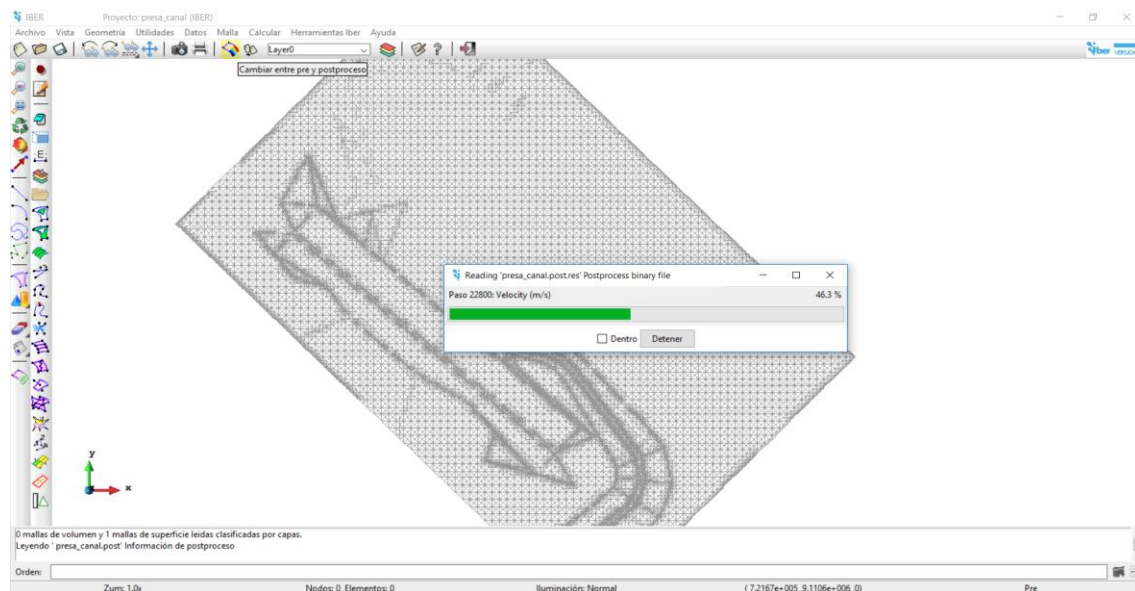 IBER Proyecto: presa_canal (IBER)
Archivo Vista Geometría Utilidades Datos Malla Calcular Herramientas Iber Ayuda
Layer0
iber
Cambiar entre pre y postproceso
E
Reading 'presa_canal.post.res' Postprocess binary file
Paso 22800: Velocity (m/s) 46.3 %
Dentro Detener
y
x
0 mallas de volumen y 1 mallas de superficie leidas clasificadas por capas.
Leyendo ' presa_canal.post' Información de postproceso
Orden:
Zum: 1.0x Nodos: 0, Elementos: 0 Iluminación: Normal ( 7.2167e+005 ,9.1106e+006 ,0) Pre